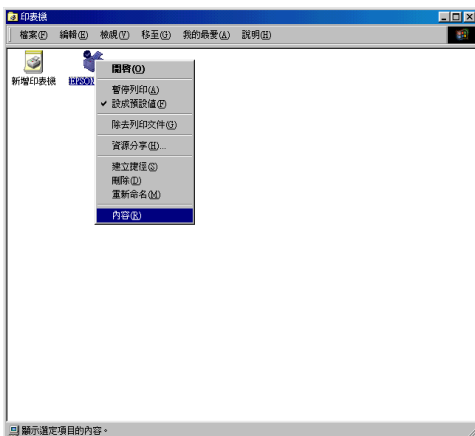 印表機
檔案(F) 編輯(E) 檢視(V) 移至(G) 我的最愛(A) 說明(H)
新增印表機 EPSON
開啓(O)
暫停列印(A)
✓ 設成預設值(F)
除去列印文件(G)
資源分享(H)...
建立捷徑(S)
刪除(D)
重新命名(M)
內容(R)
顯示選定項目的內容。